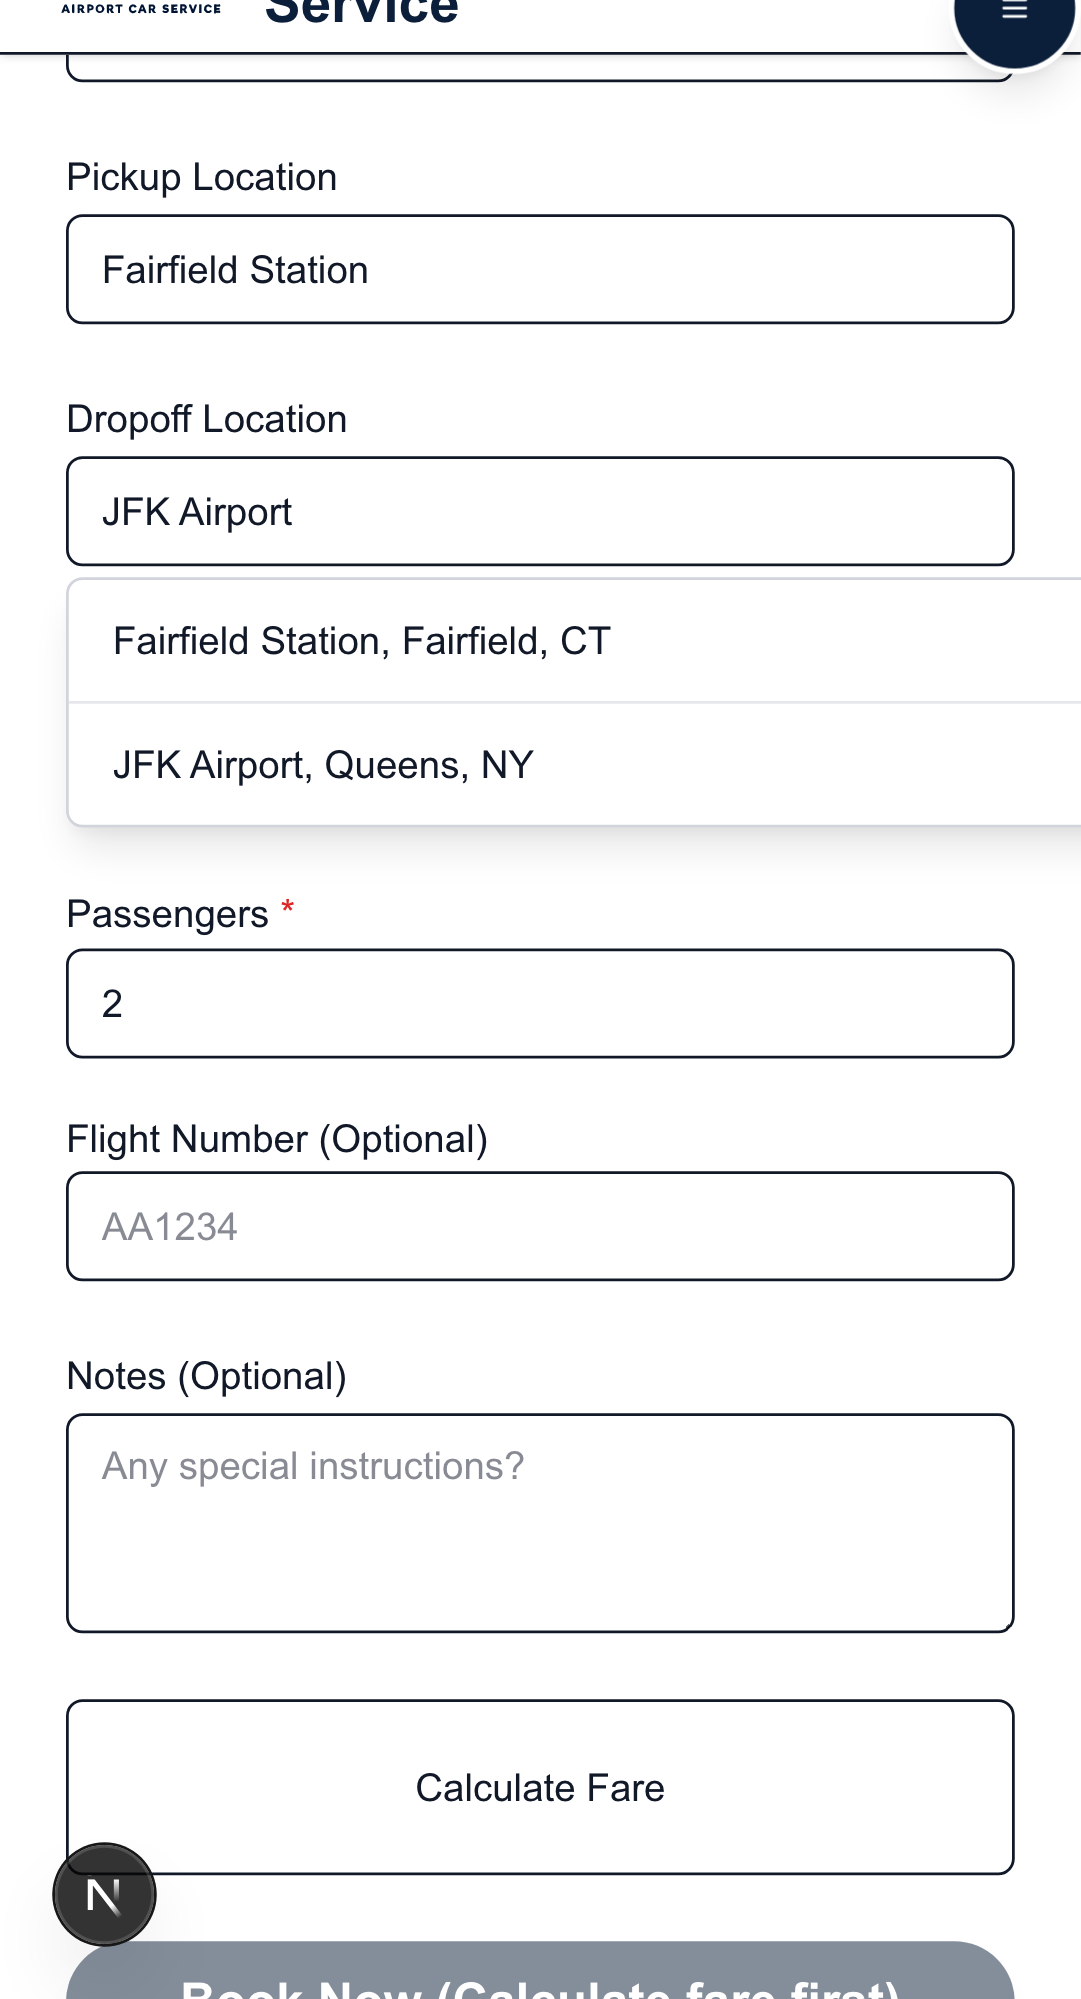 AIRPORT CAR SERVICE
Service
Pickup Location
Fairfield Station
Dropoff Location
JFK Airport
Fairfield Station, Fairfield, CT
JFK Airport, Queens, NY
Passengers *
2
Flight Number (Optional)
AA1234
Notes (Optional)
Any special instructions?
Calculate Fare
N
Book Now (Calculate fare first)